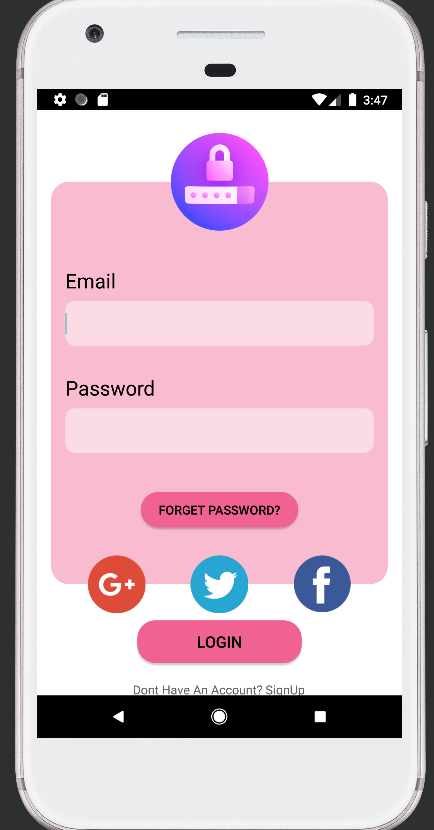 3:47
Email
Password
FORGET PASSWORD?
G+
f
LOGIN
Dont Have An Account? SignUp